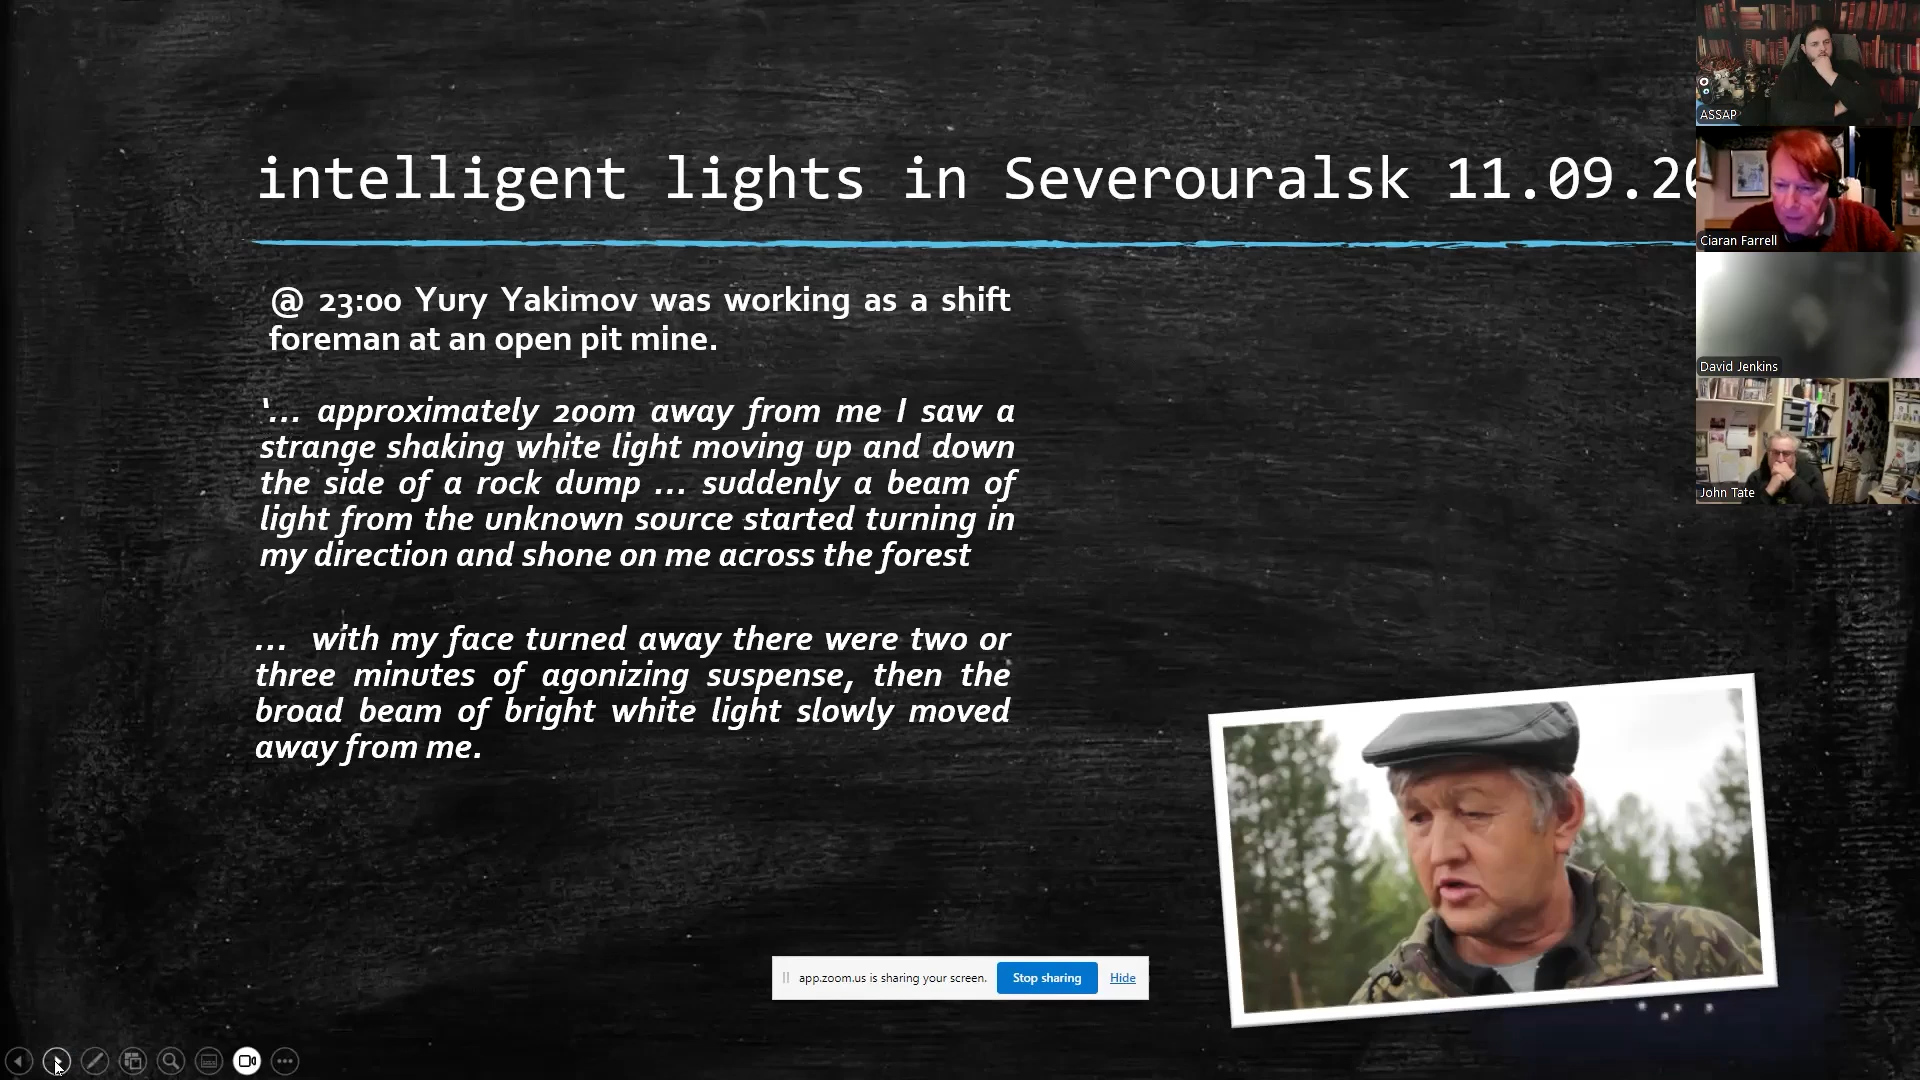 intelligent lights in Severouralsk 11.09.20
@ 23:00 Yury Yakimov was working as a shift
foreman at an open pit mine.
‘... approximately 200m away from me I saw a
strange shaking white light moving up and down
the side of a rock dump ... suddenly a beam of
light from the unknown source started turning in
my direction and shone on me across the forest
... with my face turned away there were two or
three minutes of agonizing suspense, then the
broad beam of bright white light slowly moved
away from me.
ASSAP
Ciaran Farrell
David Jenkins
John Tate
app.zoom.us is sharing your screen. Stop sharing Hide